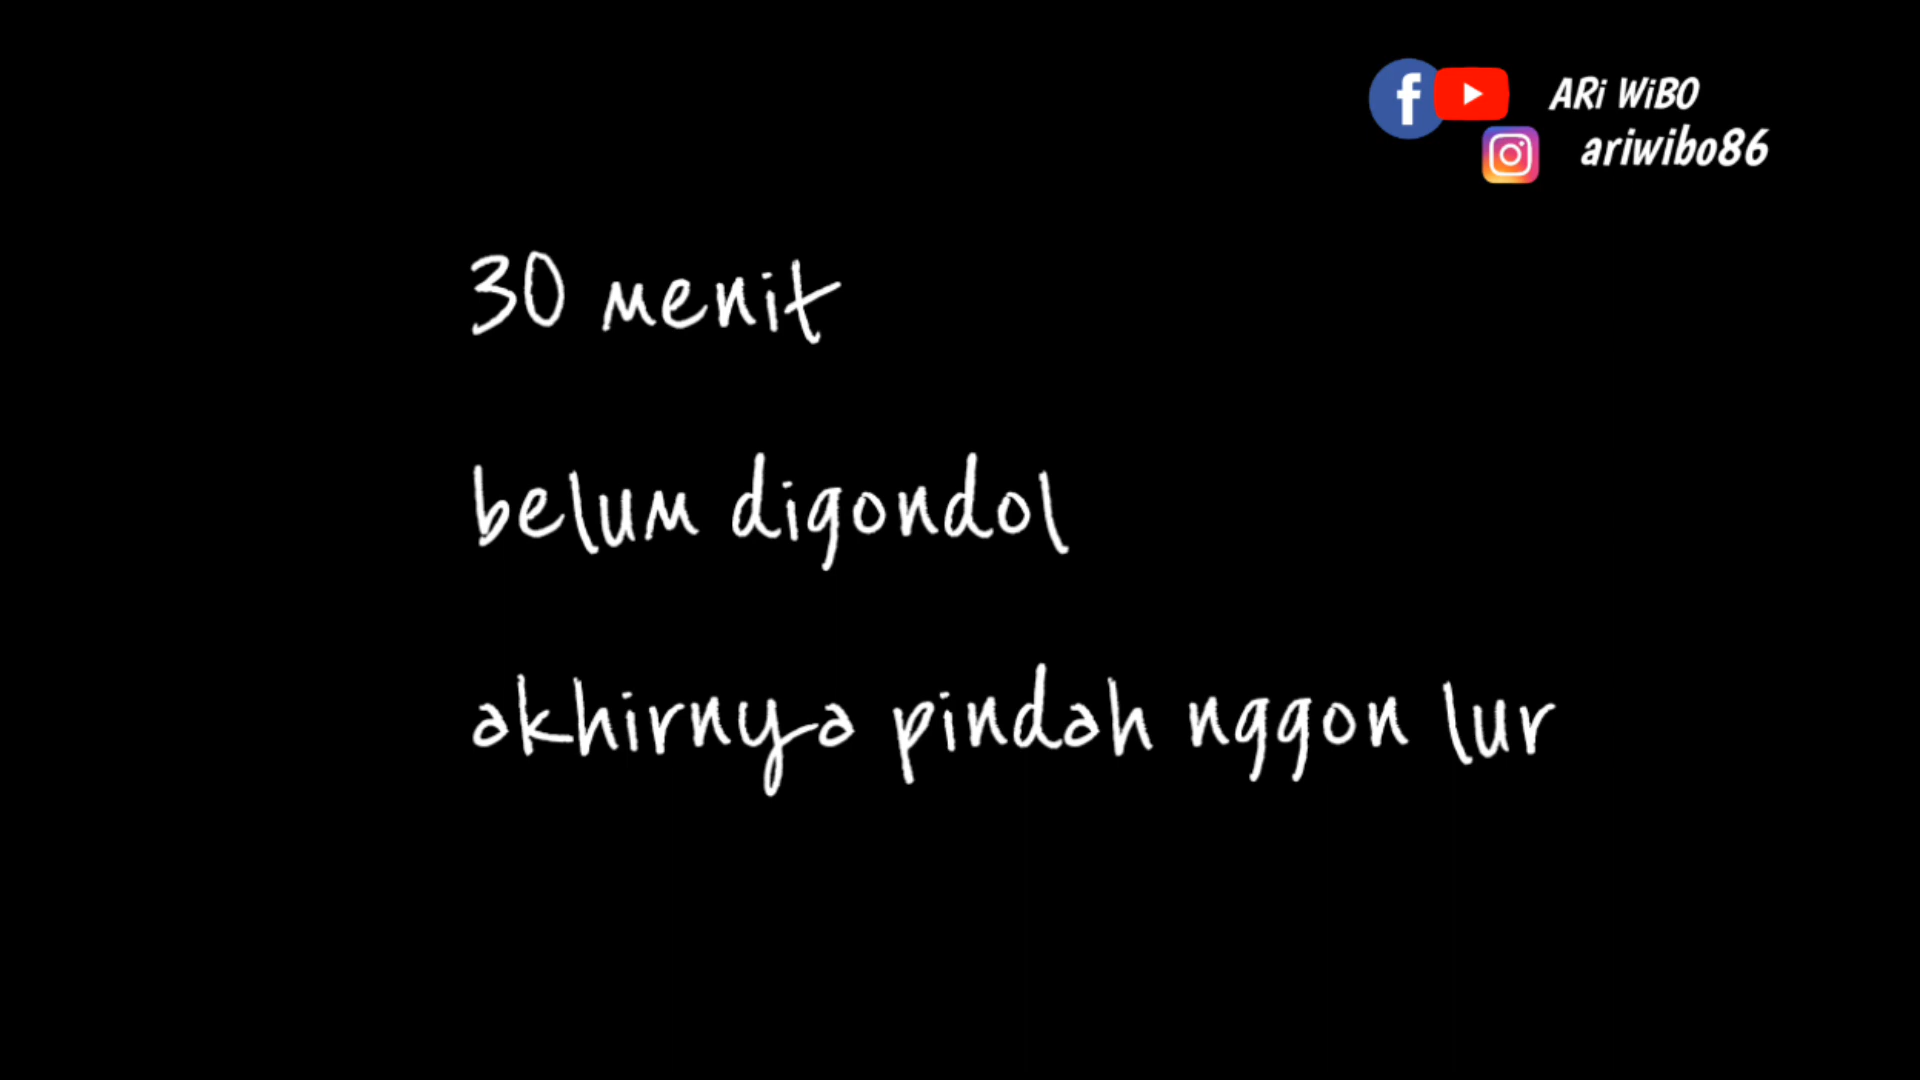 ARi WiBO
ariwibo86
30 menit
belum digondol
akhirnya pindah nggon lur